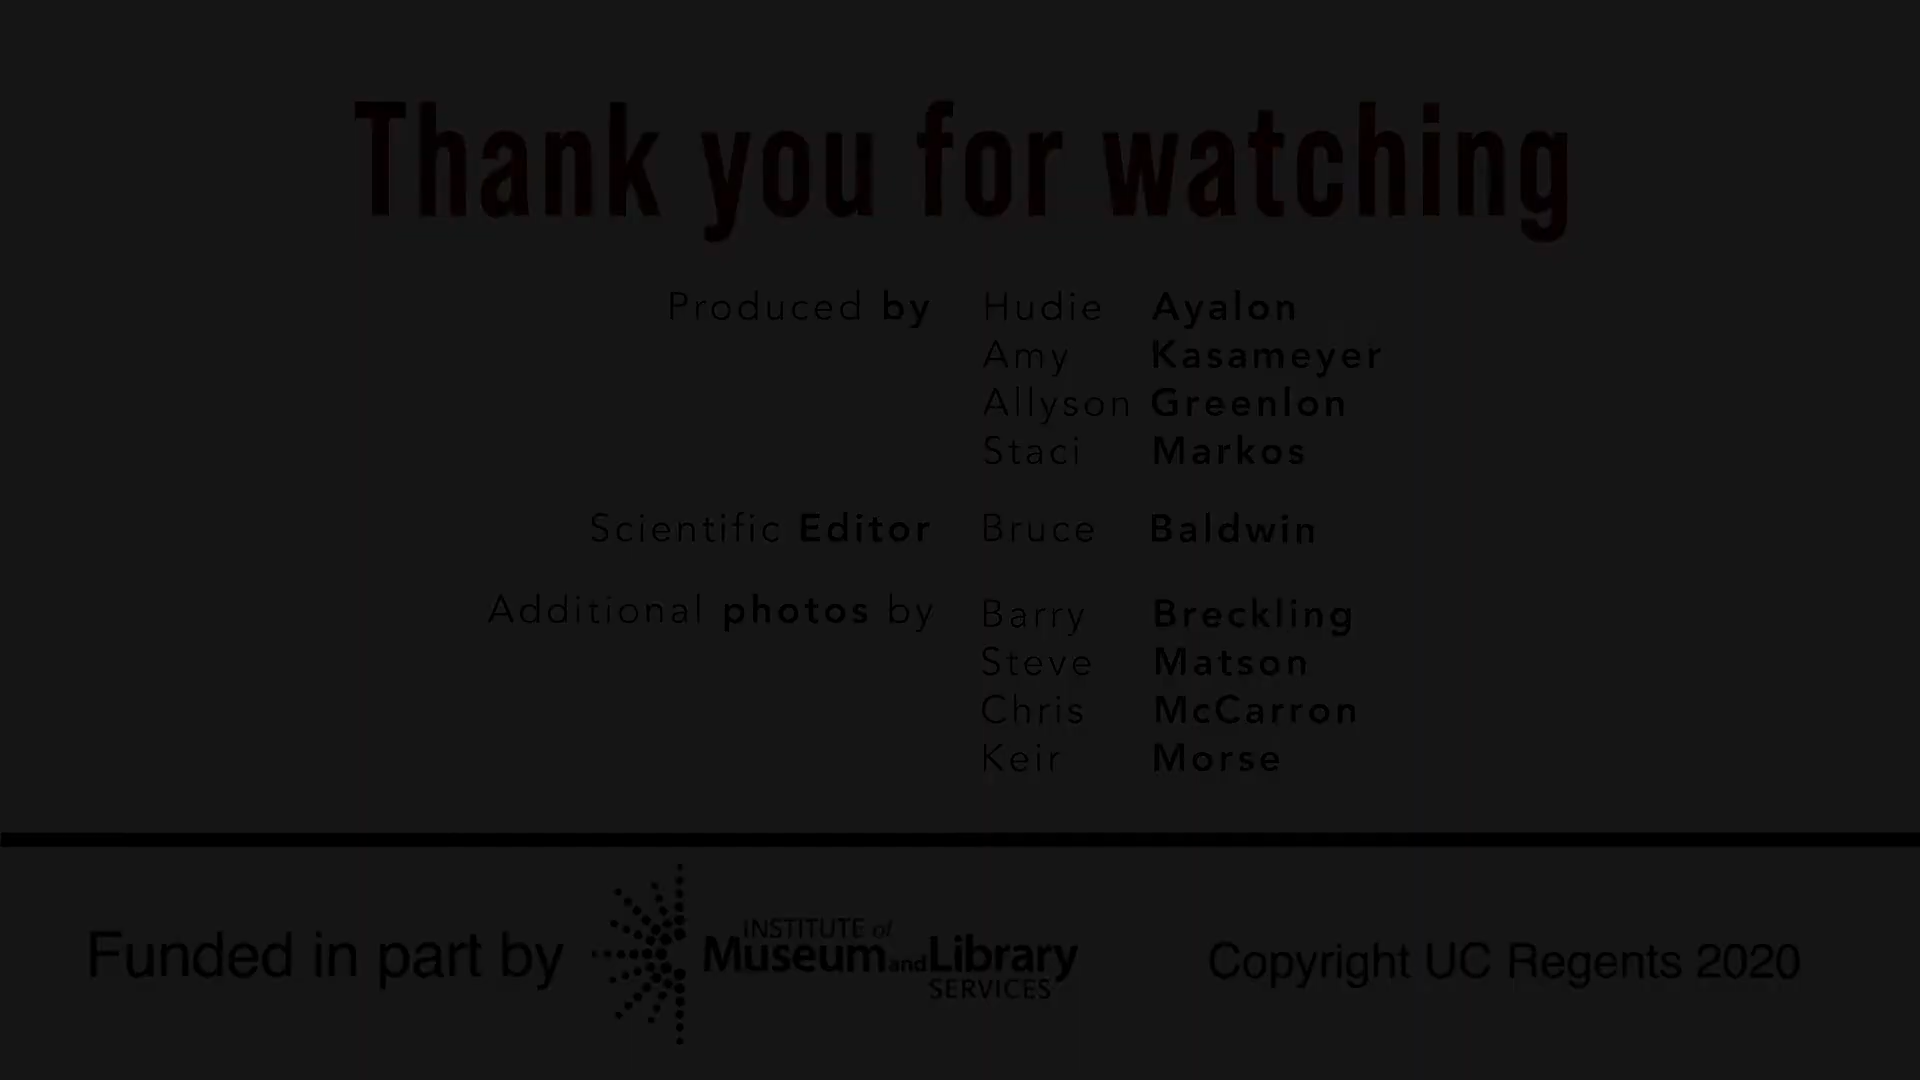 Thank you for watching
Produced by Hudie Ayalon
Amy Kasameyer
Allyson Greenlon
Staci Markos
Scientific Editor Bruce Baldwin
Additional photos by Barry Breckling
Steve Matson
Chris McCarron
Keir Morse
Funded in part by
INSTITUTE of
Museum and Library
SERVICES
Copyright UC Regents 2020